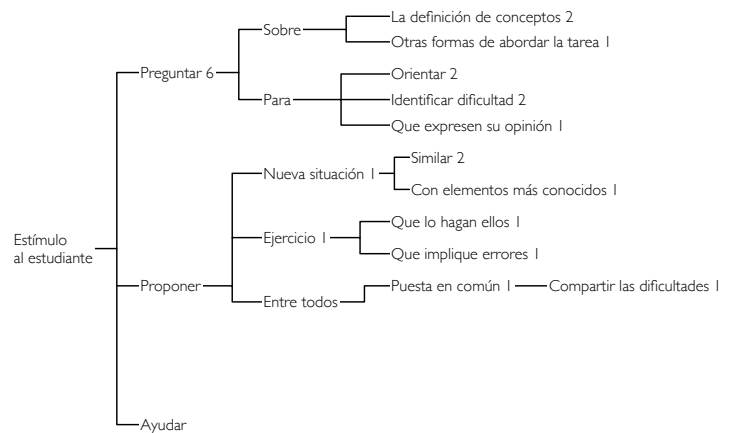 La definición de conceptos 2
Sobre
Otras formas de abordar la tarea 1
Preguntar 6
Orientar 2
Para
Identificar dificultad 2
Que expresen su opinión 1
Similar 2
Nueva situación 1
Con elementos más conocidos 1
Que lo hagan ellos 1
Estímulo
al estudiante
Ejercicio 1
Que implique errores 1
Proponer
Puesta en común 1
Compartir las dificultades 1
Entre todos
Ayudar